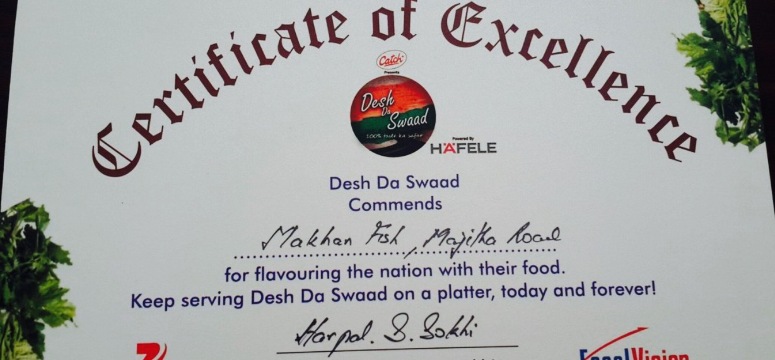 Certificate of Excellence
Catch
Presents
Desh
Da
Swaad
Powered By
HÄFELE
Desh Da Swaad
Commends
Makhan Fish, Majitha Road
for flavouring the nation with their food.
Keep serving Desh Da Swaad on a platter, today and forever!
Harpal. S. Sokhi